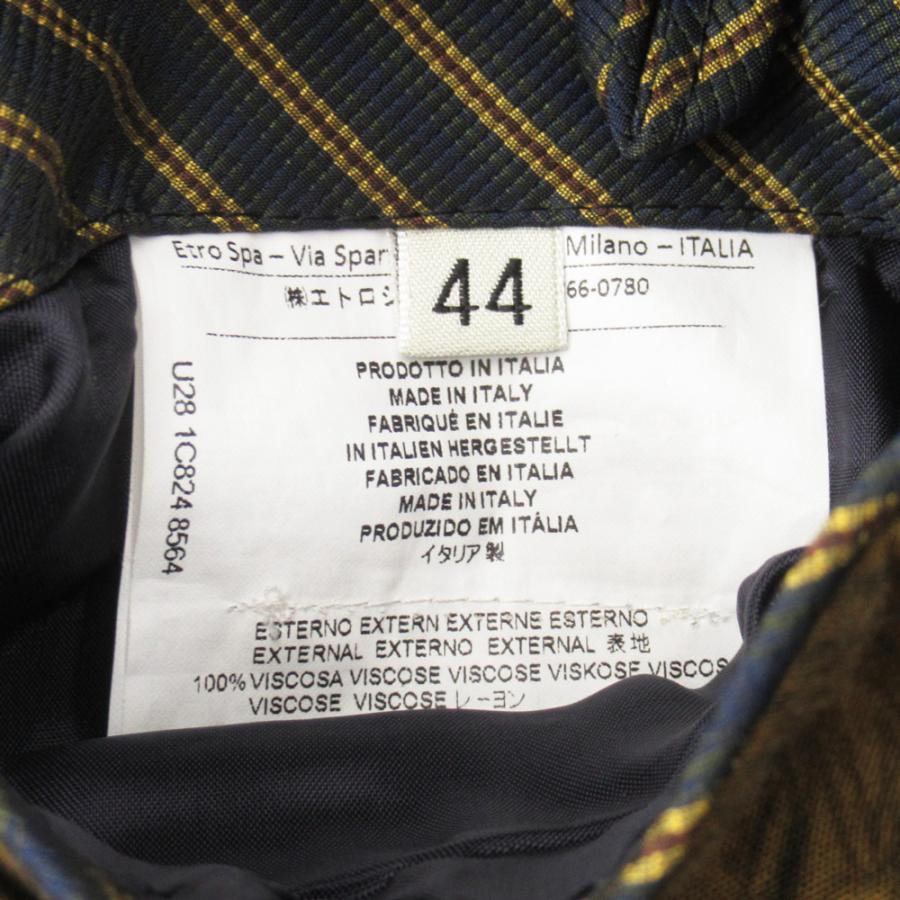 Etro Spa – Via Spar Milano – ITALIA
㈱エトロシ 66-0780
44
PRODOTTO IN ITALIA
MADE IN ITALY
FABRIQUÉ EN ITALIE
IN ITALIEN HERGESTELLT
FABRICADO EN ITALIA
MADE IN ITALY
PRODUZIDO EM ITÁLIA
イタリア製
U28 1C824 8564
ESTERNO EXTERN EXTERNE ESTERNO
EXTERNAL EXTERNO EXTERNAL 表地
100% VISCOSA VISCOSE VISCOSE VISKOSE VISCOS
VISCOSE VISCOSE レーヨン